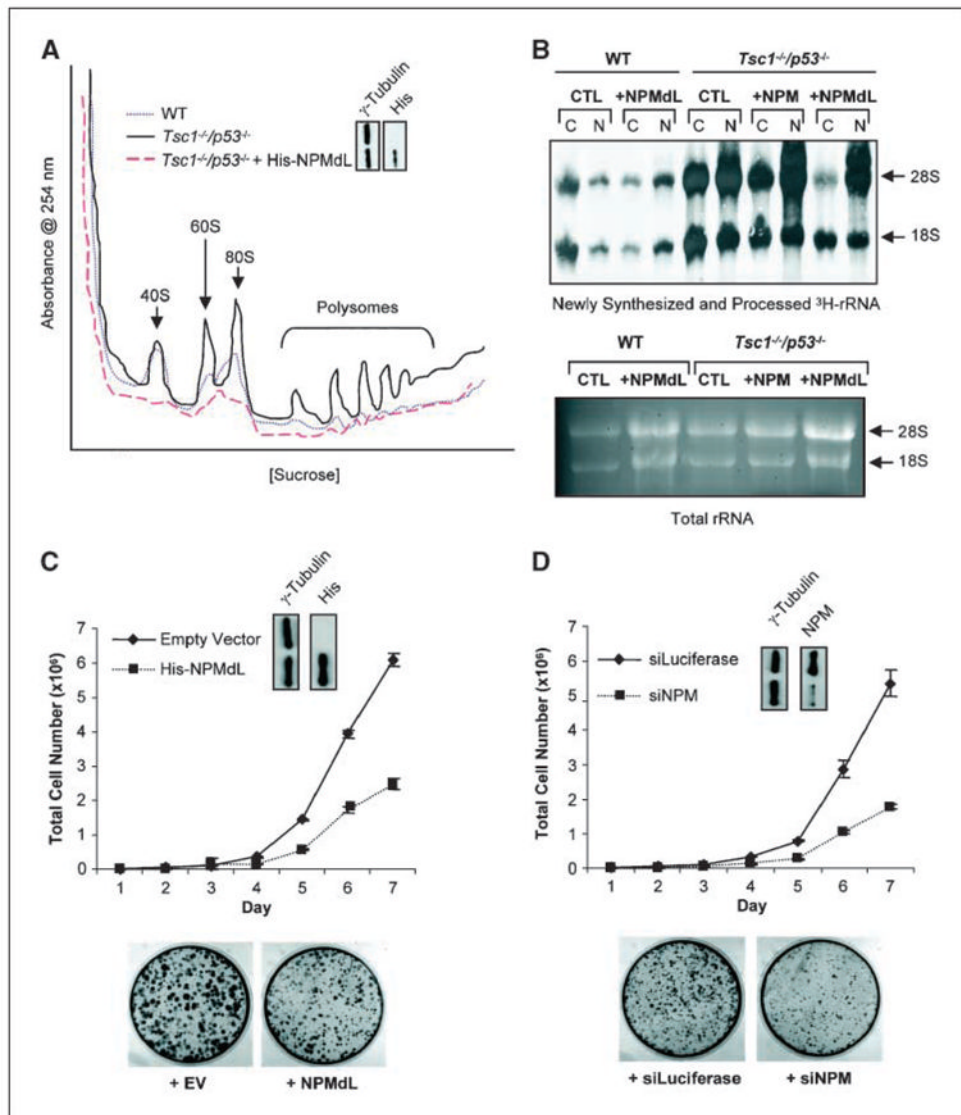 A
WT
Tsc1-/-/p53-/-
Tsc1-/-/p53-/- + His-NPMdL
γ-Tubulin
His
Absorbance @ 254 nm
40S
60S
80S
Polysomes
[Sucrose]
B
WT
Tsc1-/-/p53-/-
CTL +NPMdL CTL +NPM +NPMdL
C N C N C N C N C N
28S
18S
Newly Synthesized and Processed ³H-rRNA
WT
Tsc1-/-/p53-/-
CTL +NPMdL CTL +NPM +NPMdL
28S
18S
Total rRNA
C
γ-Tubulin
His
Empty Vector
His-NPMdL
Total Cell Number (x10⁶)
7
6
5
4
3
2
1
0
1 2 3 4 5 6 7
Day
+ EV
+ NPMdL
D
γ-Tubulin
NPM
siLuciferase
siNPM
Total Cell Number (x10⁶)
7
6
5
4
3
2
1
0
1 2 3 4 5 6 7
Day
+ siLuciferase
+ siNPM